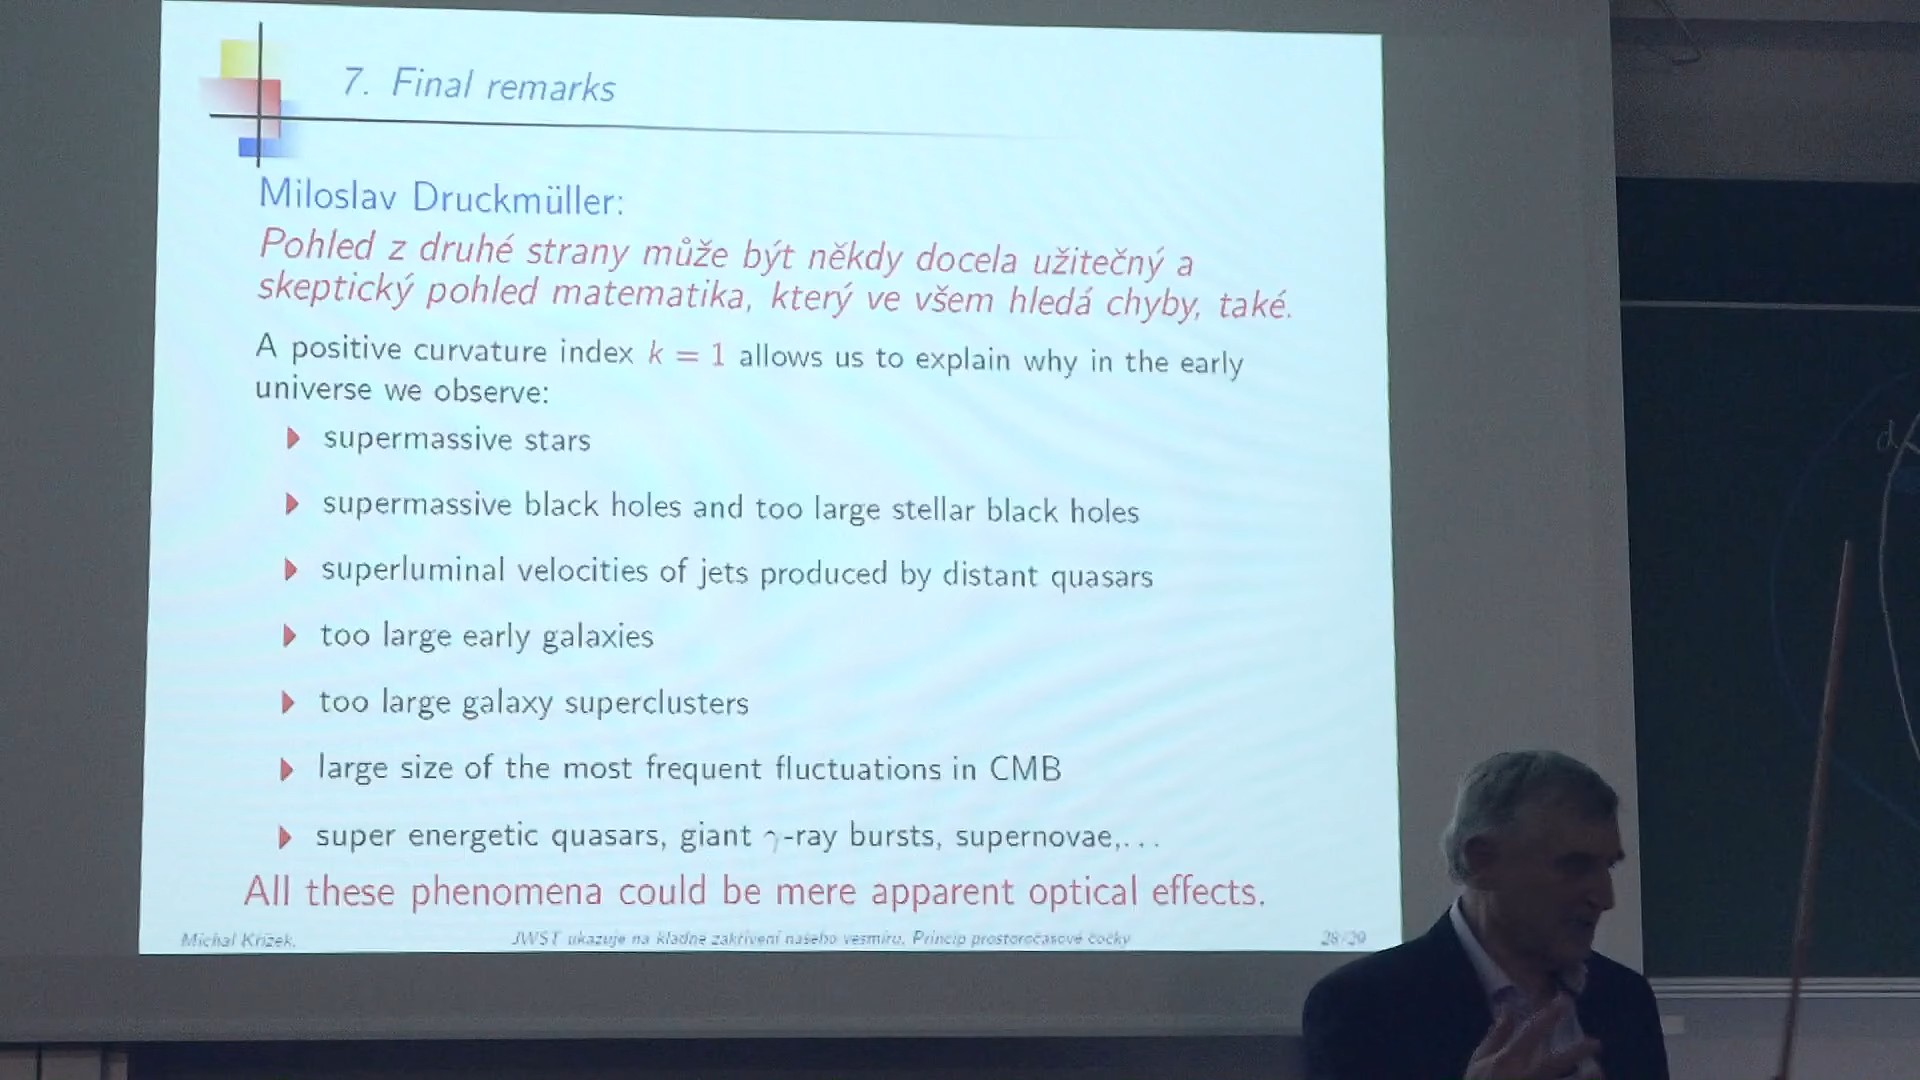 7. Final remarks
Miloslav Druckmüller:
Pohled z druhé strany může být někdy docela užitečný a
skeptický pohled matematika, který ve všem hledá chyby, také.
A positive curvature index k = 1 allows us to explain why in the early
universe we observe:
supermassive stars
supermassive black holes and too large stellar black holes
superluminal velocities of jets produced by distant quasars
too large early galaxies
too large galaxy superclusters
large size of the most frequent fluctuations in CMB
super energetic quasars, giant γ-ray bursts, supernovae,...
All these phenomena could be mere apparent optical effects.
Michal Křížek, JWST ukazuje na kladné zakřivení našeho vesmíru. Princip prostoročasové čočky 28/29
d